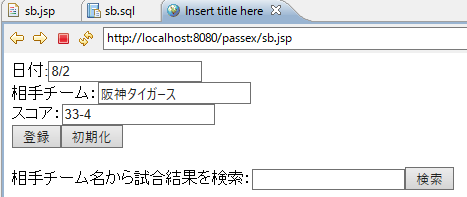 sb.jsp sb.sql Insert title here
http://localhost:8080/passex/sb.jsp
日付:8/2
相手チーム：阪神タイガース
スコア：33-4
登録 初期化
相手チーム名から試合結果を検索： 検索